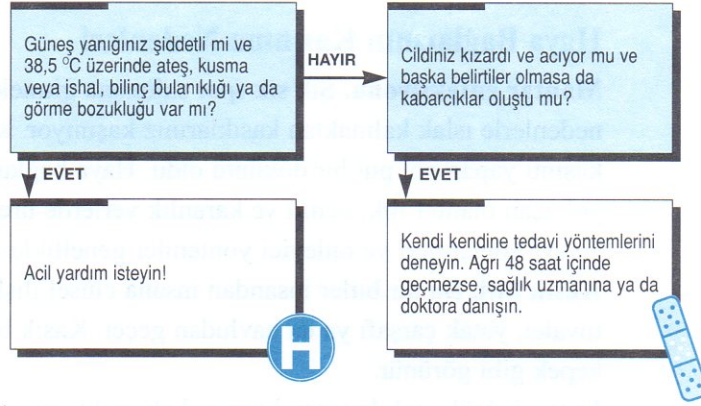 Güneş yanığınız şiddetli mi ve
38,5 °C üzerinde ateş, kusma
veya ishal, bilinç bulanıklığı ya da
görme bozukluğu var mı?
HAYIR
Cildiniz kızardı ve acıyor mu ve
başka belirtiler olmasa da
kabarcıklar oluştu mu?
EVET
EVET
Acil yardım isteyin!
H
Kendi kendine tedavi yöntemlerini
deneyin. Ağrı 48 saat içinde
geçmezse, sağlık uzmanına ya da
doktora danışın.